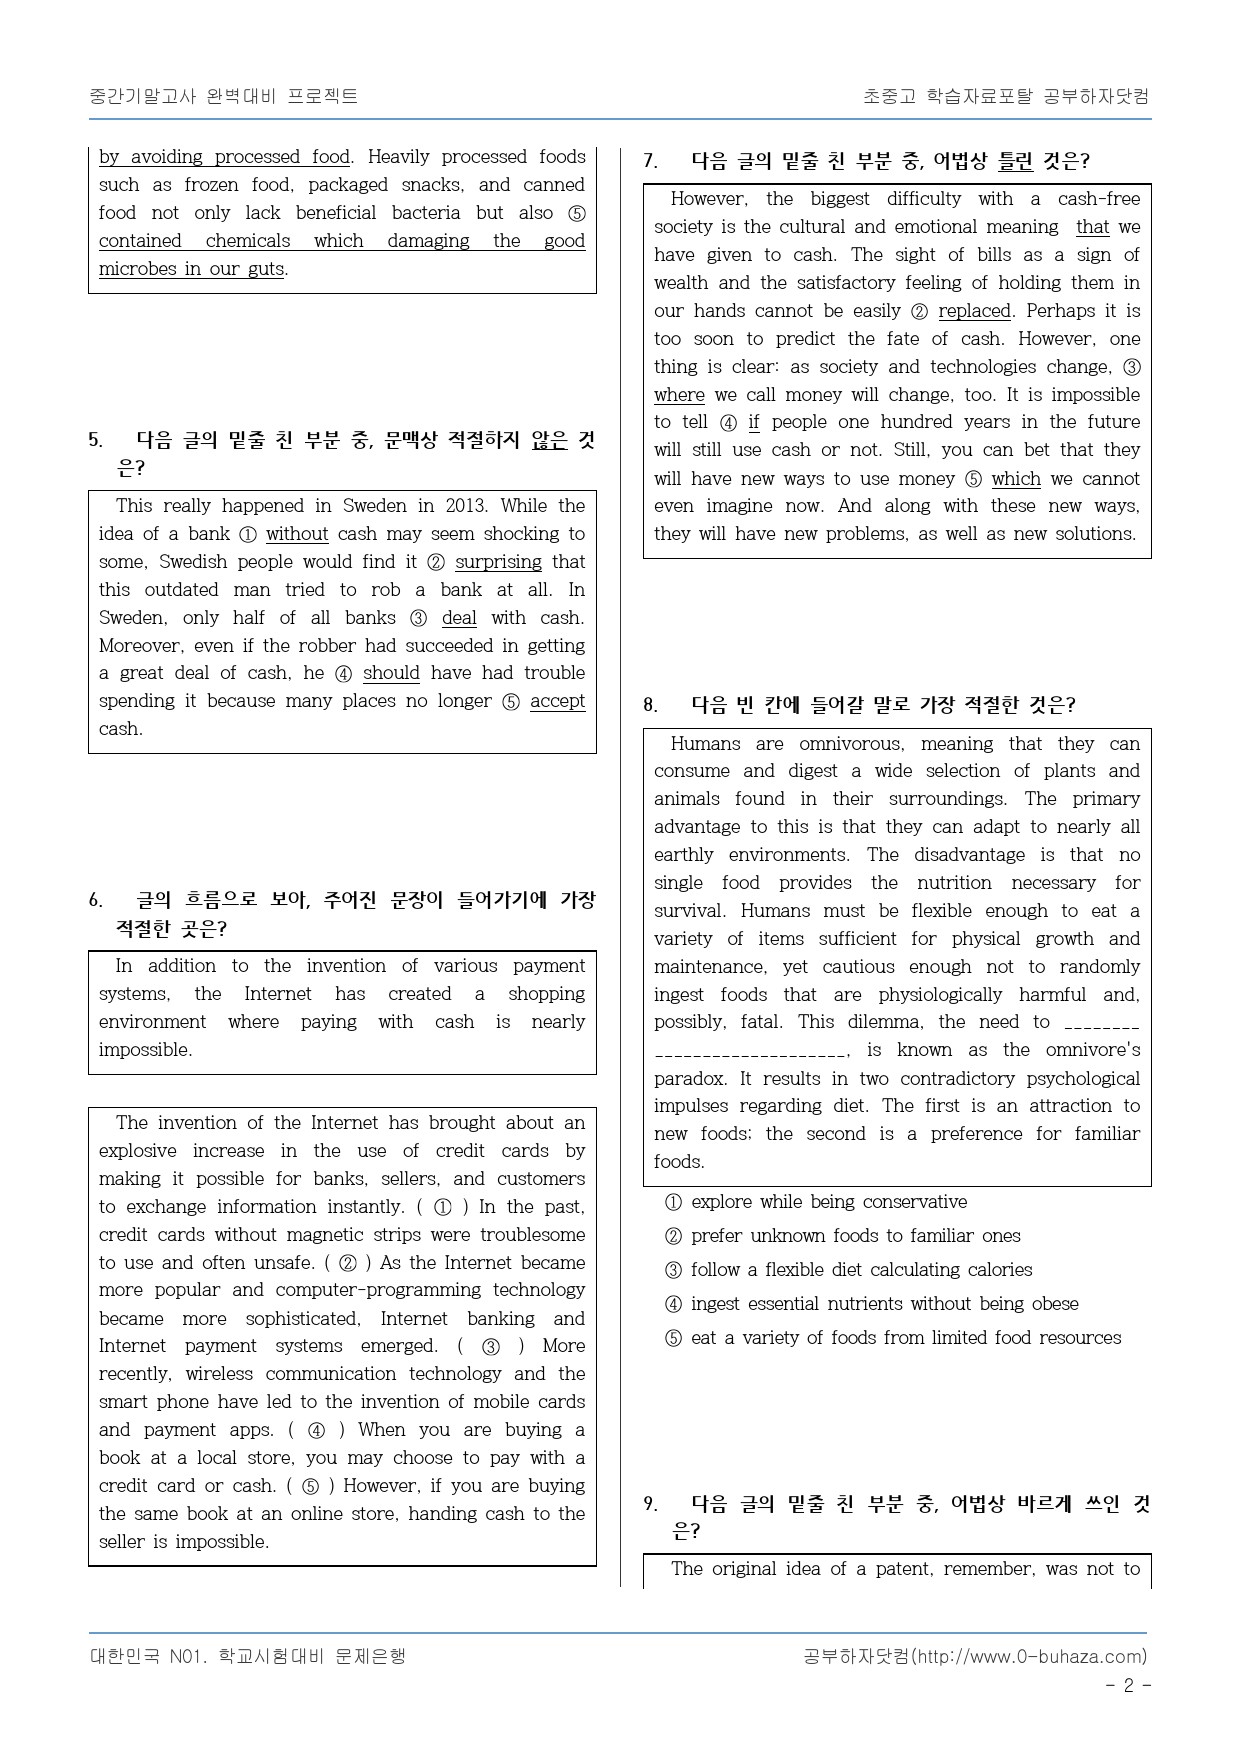 중간기말고사 완벽대비 프로젝트
초중고 학습자료포탈 공부하자닷컴
by avoiding processed food. Heavily processed foods
such as frozen food, packaged snacks, and canned
food not only lack beneficial bacteria but also ⑤
contained chemicals which damaging the good
microbes in our guts.
5. 다음 글의 밑줄 친 부분 중, 문맥상 적절하지 않은 것
은?
This really happened in Sweden in 2013. While the
idea of a bank ① without cash may seem shocking to
some, Swedish people would find it ② surprising that
this outdated man tried to rob a bank at all. In
Sweden, only half of all banks ③ deal with cash.
Moreover, even if the robber had succeeded in getting
a great deal of cash, he ④ should have had trouble
spending it because many places no longer ⑤ accept
cash.
6. 글의 흐름으로 보아, 주어진 문장이 들어가기에 가장
적절한 곳은?
In addition to the invention of various payment
systems, the Internet has created a shopping
environment where paying with cash is nearly
impossible.
The invention of the Internet has brought about an
explosive increase in the use of credit cards by
making it possible for banks, sellers, and customers
to exchange information instantly. ( ① ) In the past,
credit cards without magnetic strips were troublesome
to use and often unsafe. ( ② ) As the Internet became
more popular and computer-programming technology
became more sophisticated, Internet banking and
Internet payment systems emerged. ( ③ ) More
recently, wireless communication technology and the
smart phone have led to the invention of mobile cards
and payment apps. ( ④ ) When you are buying a
book at a local store, you may choose to pay with a
credit card or cash. ( ⑤ ) However, if you are buying
the same book at an online store, handing cash to the
seller is impossible.
7. 다음 글의 밑줄 친 부분 중, 어법상 틀린 것은?
However, the biggest difficulty with a cash-free
society is the cultural and emotional meaning that we
have given to cash. The sight of bills as a sign of
wealth and the satisfactory feeling of holding them in
our hands cannot be easily ② replaced. Perhaps it is
too soon to predict the fate of cash. However, one
thing is clear: as society and technologies change, ③
where we call money will change, too. It is impossible
to tell ④ if people one hundred years in the future
will still use cash or not. Still, you can bet that they
will have new ways to use money ⑤ which we cannot
even imagine now. And along with these new ways,
they will have new problems, as well as new solutions.
8. 다음 빈 칸에 들어갈 말로 가장 적절한 것은?
Humans are omnivorous, meaning that they can
consume and digest a wide selection of plants and
animals found in their surroundings. The primary
advantage to this is that they can adapt to nearly all
earthly environments. The disadvantage is that no
single food provides the nutrition necessary for
survival. Humans must be flexible enough to eat a
variety of items sufficient for physical growth and
maintenance, yet cautious enough not to randomly
ingest foods that are physiologically harmful and,
possibly, fatal. This dilemma, the need to ________
____________________, is known as the omnivore's
paradox. It results in two contradictory psychological
impulses regarding diet. The first is an attraction to
new foods; the second is a preference for familiar
foods.
① explore while being conservative
② prefer unknown foods to familiar ones
③ follow a flexible diet calculating calories
④ ingest essential nutrients without being obese
⑤ eat a variety of foods from limited food resources
9. 다음 글의 밑줄 친 부분 중, 어법상 바르게 쓰인 것
은?
The original idea of a patent, remember, was not to
대한민국 N01. 학교시험대비 문제은행
공부하자닷컴(http://www.0-buhaza.com)
- 2 -